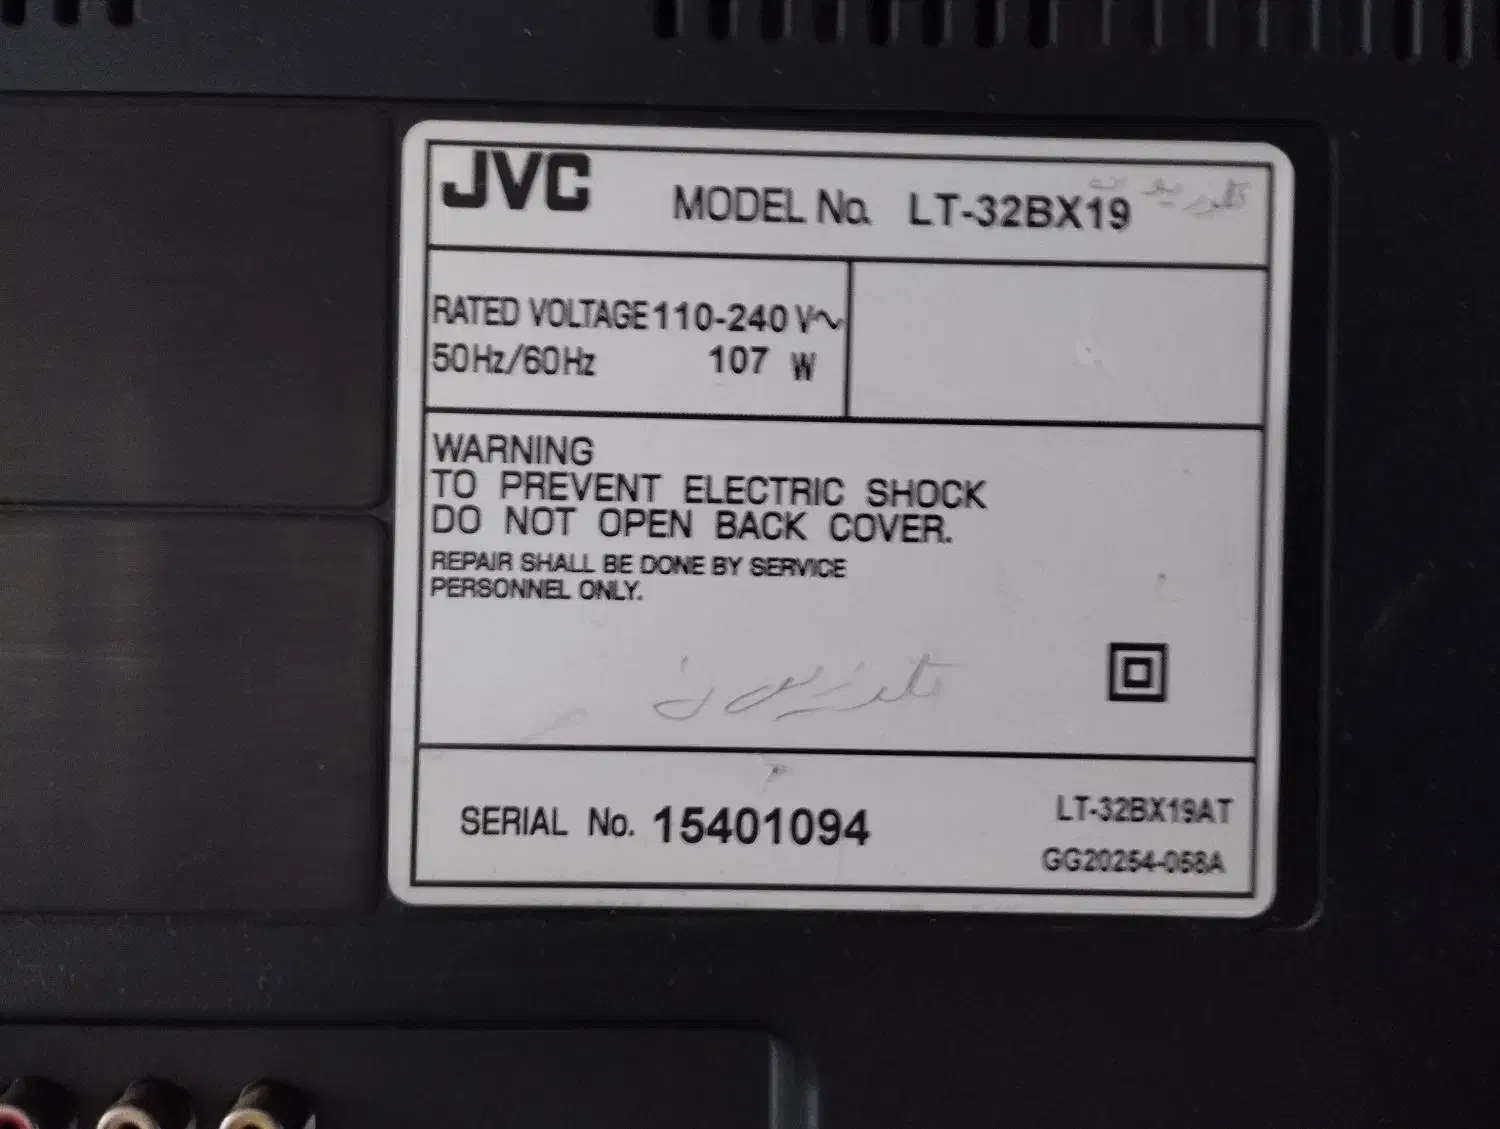 JVC MODEL No. LT-32BX19
RATED VOLTAGE 110-240 V~
50Hz/60Hz 107 W
WARNING
TO PREVENT ELECTRIC SHOCK
DO NOT OPEN BACK COVER.
REPAIR SHALL BE DONE BY SERVICE
PERSONNEL ONLY.
SERIAL No. 15401094
LT-32BX19AT
GG20254-058A